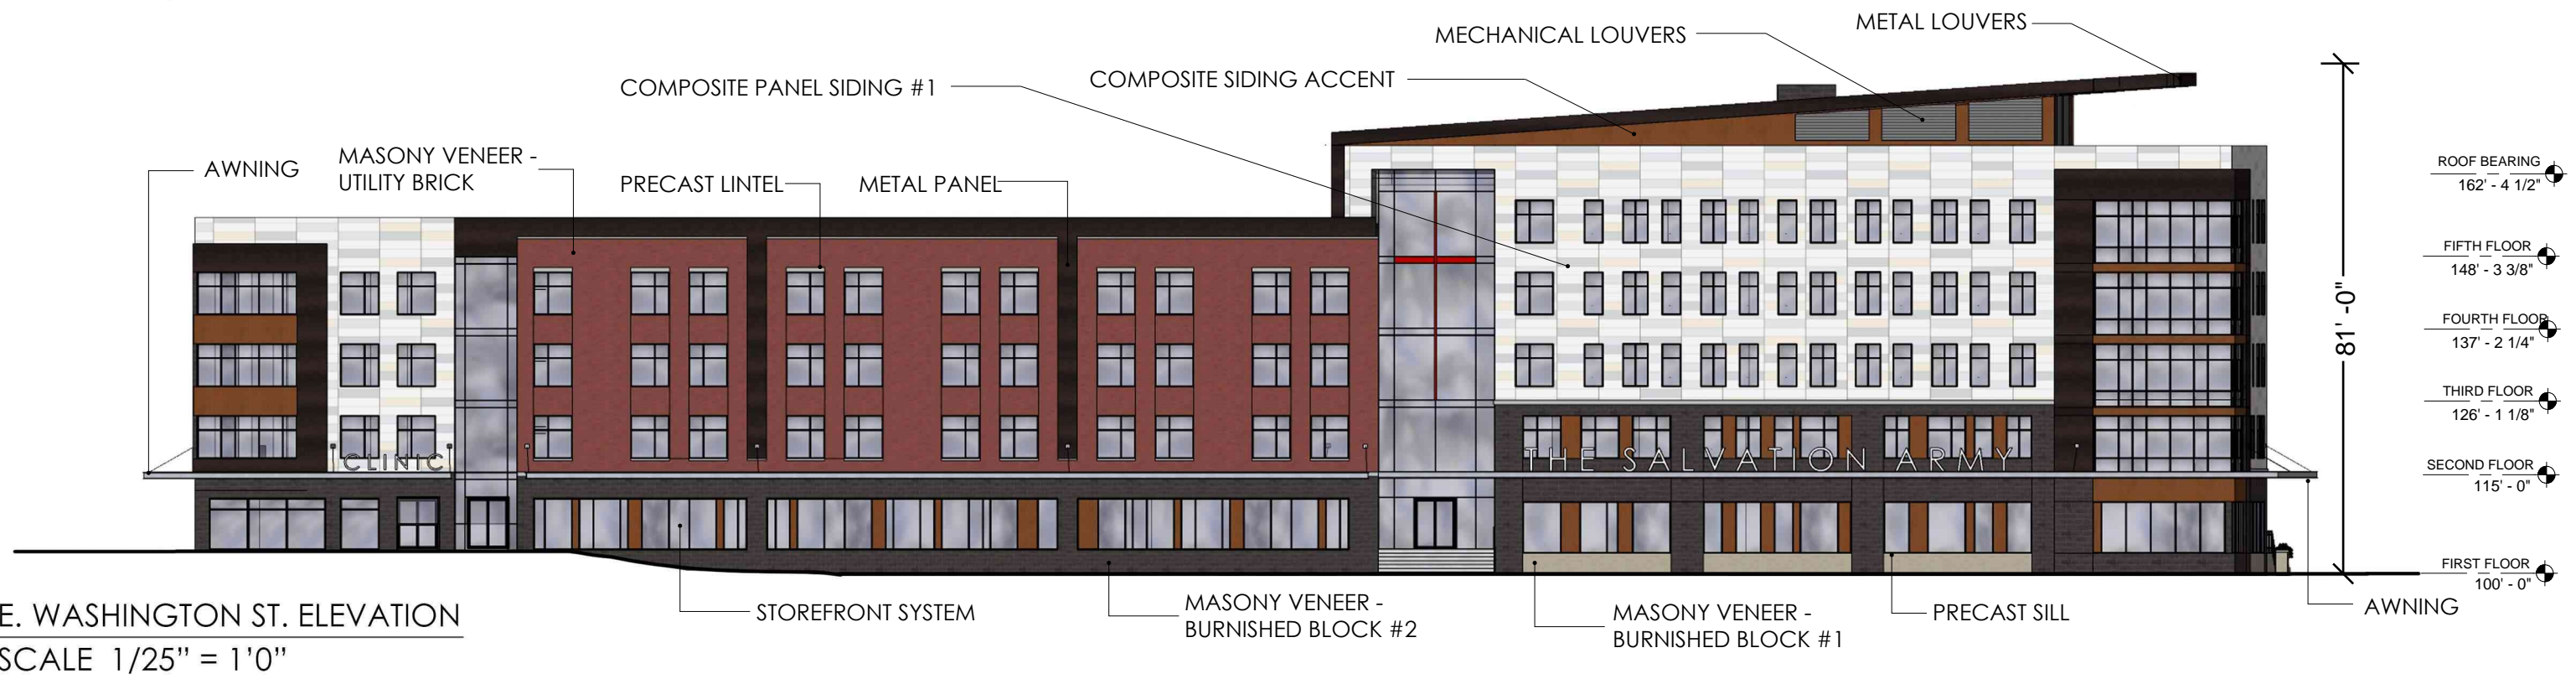 METAL LOUVERS
MECHANICAL LOUVERS
COMPOSITE SIDING ACCENT
COMPOSITE PANEL SIDING #1
AWNING
MASONY VENEER -
UTILITY BRICK
PRECAST LINTEL
METAL PANEL
ROOF BEARING
162' - 4 1/2"
FIFTH FLOOR
148' - 3 3/8"
FOURTH FLOOR
137' - 2 1/4"
THIRD FLOOR
126' - 1 1/8"
SECOND FLOOR
115' - 0"
FIRST FLOOR
100' - 0"
81' -0"
CLINIC
THE SALVATION ARMY
STOREFRONT SYSTEM
MASONY VENEER -
BURNISHED BLOCK #2
MASONY VENEER -
BURNISHED BLOCK #1
PRECAST SILL
AWNING
E. WASHINGTON ST. ELEVATION
SCALE 1/25" = 1'0"